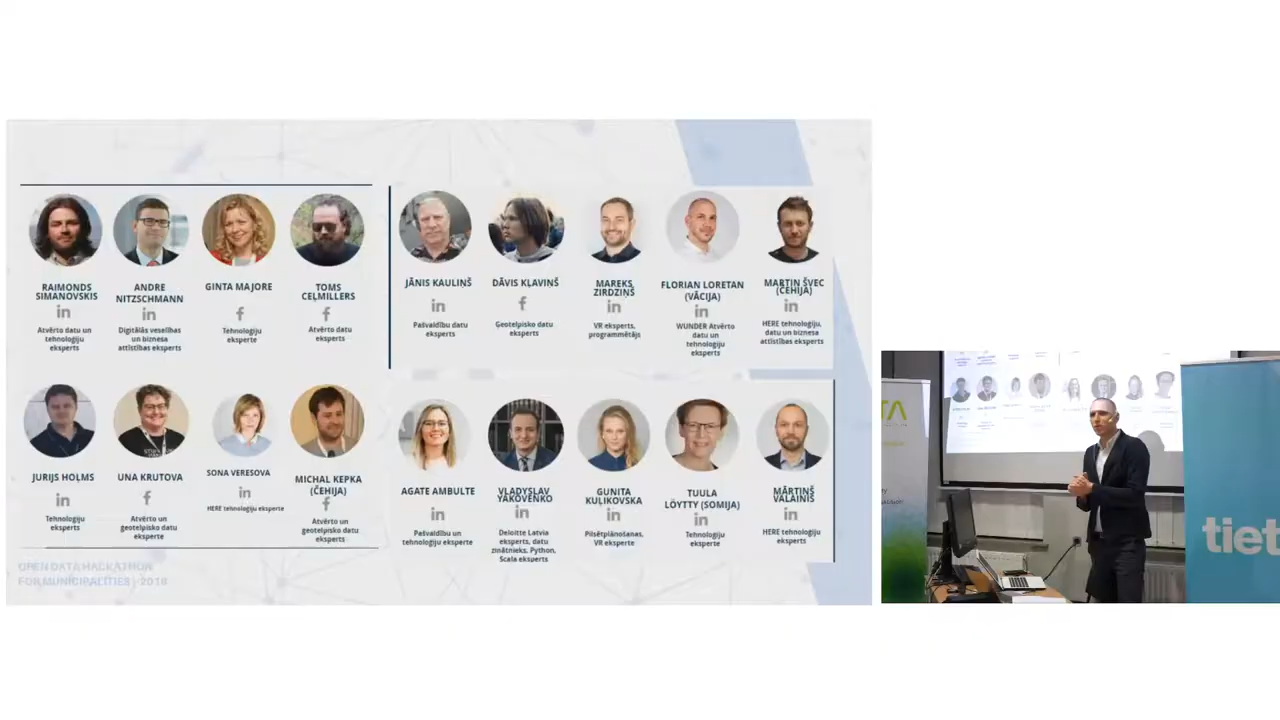 RAIMONDS
SIMANOVSKIS
Atvērto datu un
tehnoloģiju
eksperts
ANDRE
NITZSCHMANN
Digitālās veselības
un biznesa
attīstības eksperts
GINTA MAJORE
Tehnoloģiju
eksperte
TOMS
CEĻMILLERS
Atvērto datu
eksperts
JĀNIS KAULIŅŠ
Pašvaldību datu
eksperts
DĀVIS KĻAVIŅŠ
Ģeotelpisko datu
eksperts
MAREKS
ZIRDZIŅŠ
VR eksperts,
programmētājs
FLORIAN LORETAN
(VĀCIJA)
WUNDER Atvērto
datu un
tehnoloģiju
eksperts
MARTIN ŠVEC
(ČEHIJA)
HERE tehnoloģiju,
datu un biznesa
attīstības eksperts
JURIJS HOĻMS
Tehnoloģiju
eksperts
UNA KRUTOVA
Atvērto un
ģeotelpisko datu
eksperte
SONA VERESOVA
HERE tehnoloģiju eksperte
MICHAL KEPKA
(ČEHIJA)
Atvērto un
ģeotelpisko datu
eksperts
AGATE AMBULTE
Pašvaldību un
tehnoloģiju eksperte
VLADYSLAV
YAKOVENKO
Deloitte Latvia
eksperts, datu
zinātnieks. Python,
Scala eksperts
GUNITA
KUĻIKOVSKA
Pilsētplānošanas,
VR eksperte
TUULA
LÖYTTY (SOMIJA)
Tehnoloģiju
eksperte
MĀRTIŅŠ
VALAINIS
HERE tehnoloģiju
eksperts
OPEN DATA HACKATHON
FOR MUNICIPALITIES | 2018
TA
tiet